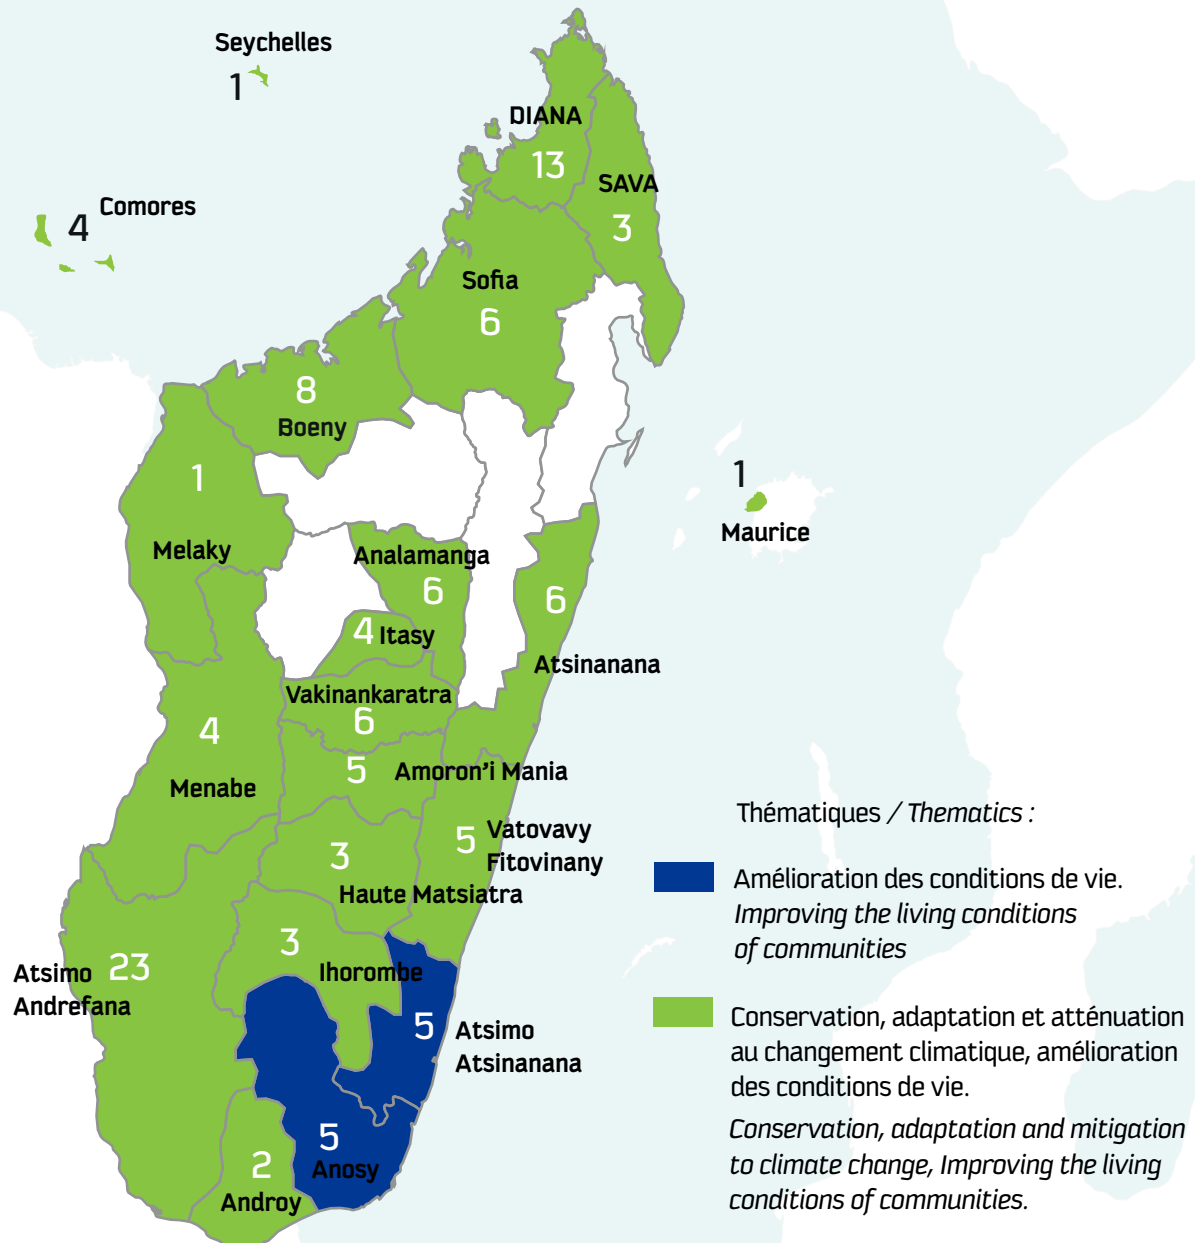 Seychelles
1
DIANA
13
SAVA
3
Comores
4
Sofia
6
8
Boeny
1
Melaky
1
Maurice
Analamanga
6
6
4 Itasy
Atsinanana
Vakinankaratra
6
4
Menabe
5 Amoron'i Mania
5 Vatovavy
Fitovinany
3
Haute Matsiatra
3
Ihorombe
Atsimo
Andrefana
23
5
Atsimo
Atsinanana
5
Anosy
2
Androy
Thématiques / Thematics :
Amélioration des conditions de vie.
Improving the living conditions
of communities
Conservation, adaptation et atténuation
au changement climatique, amélioration
des conditions de vie.
Conservation, adaptation and mitigation
to climate change, Improving the living
conditions of communities.